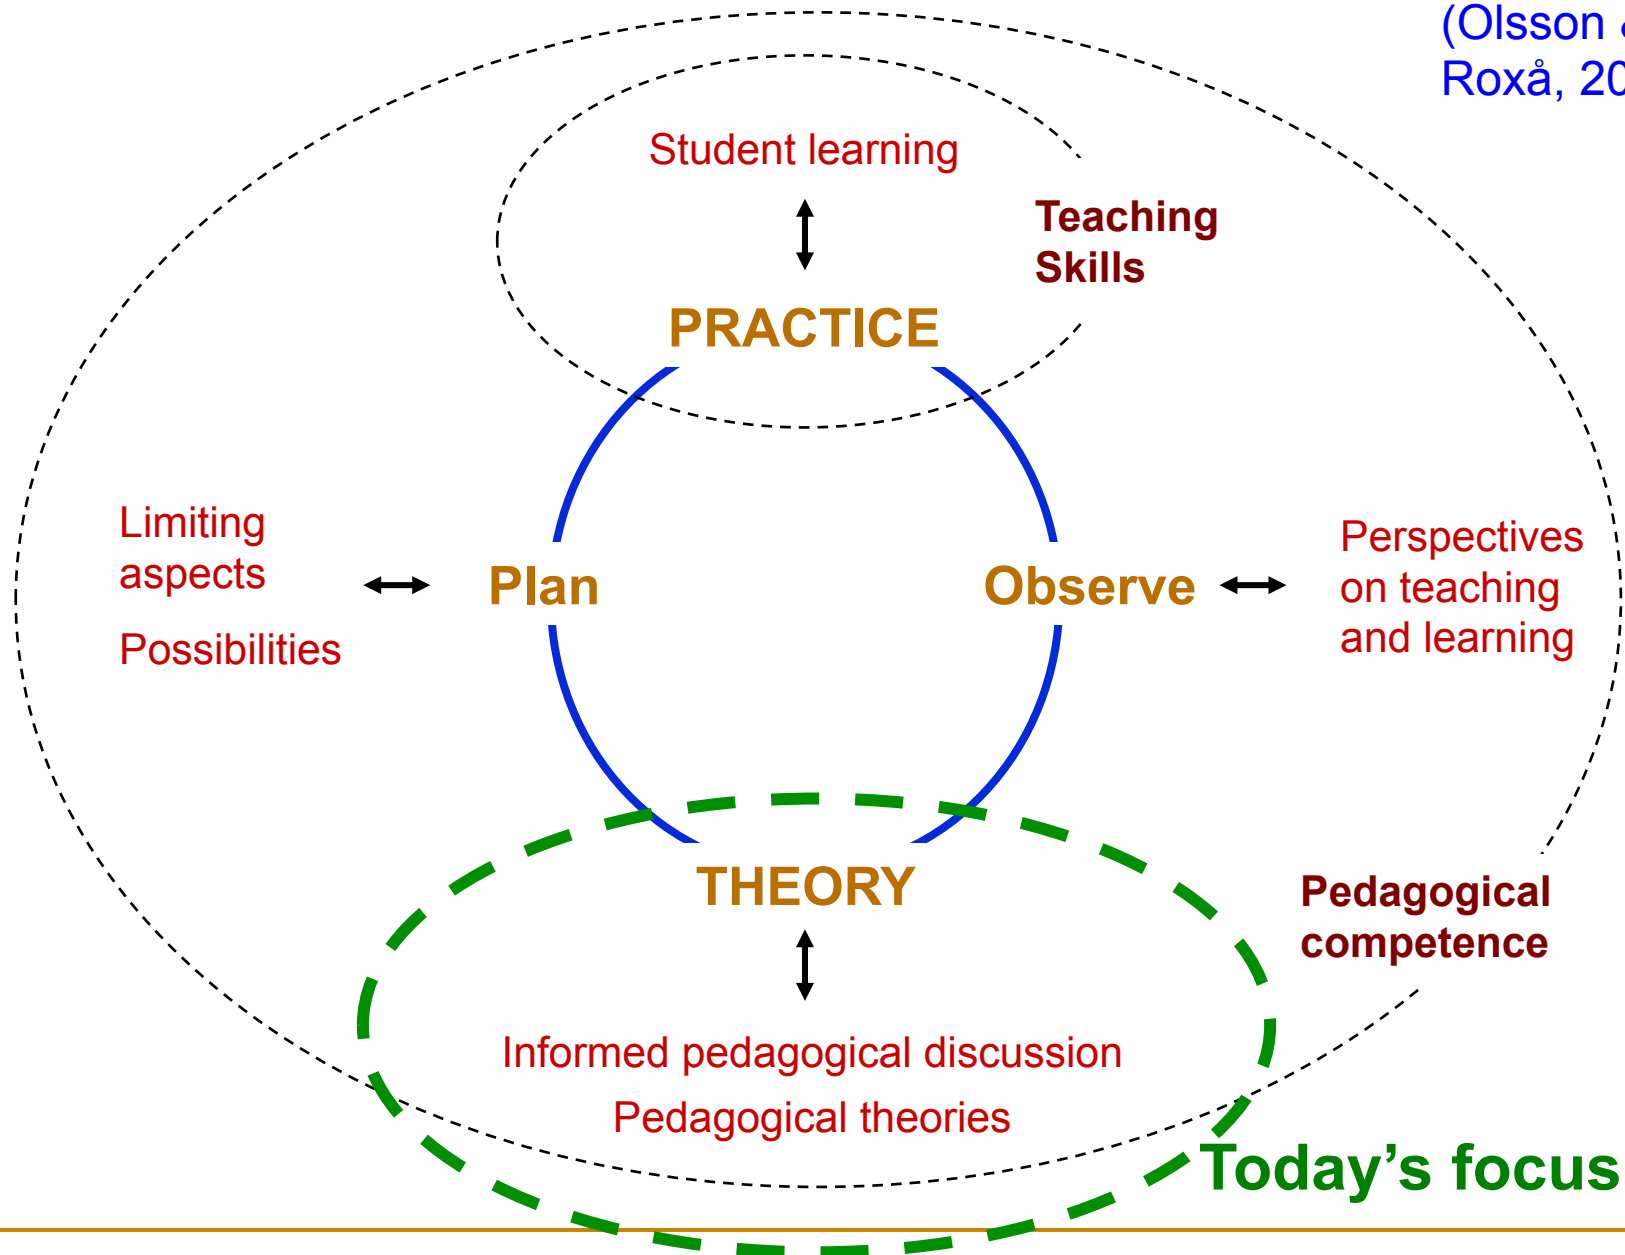 (Olsson &
Roxå, 20
Student learning
Teaching
Skills
PRACTICE
Limiting
aspects
Possibilities
Plan
Observe
Perspectives
on teaching
and learning
THEORY
Pedagogical
competence
Informed pedagogical discussion
Pedagogical theories
Today’s focus